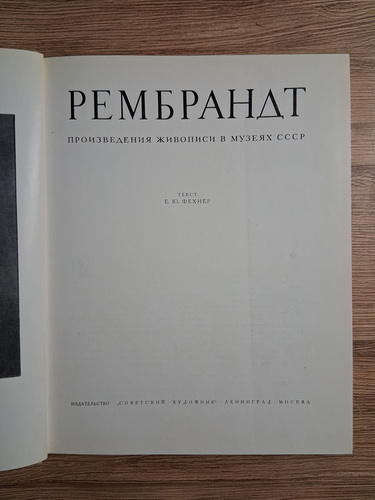 РЕМБРАНДТ
ПРОИЗВЕДЕНИЯ ЖИВОПИСИ В МУЗЕЯХ СССР
ТЕКСТ
Е. Ю. ФЕХНЕР
ИЗДАТЕЛЬСТВО „СОВЕТСКИЙ ХУДОЖНИК“ · ЛЕНИНГРАД · МОСКВА